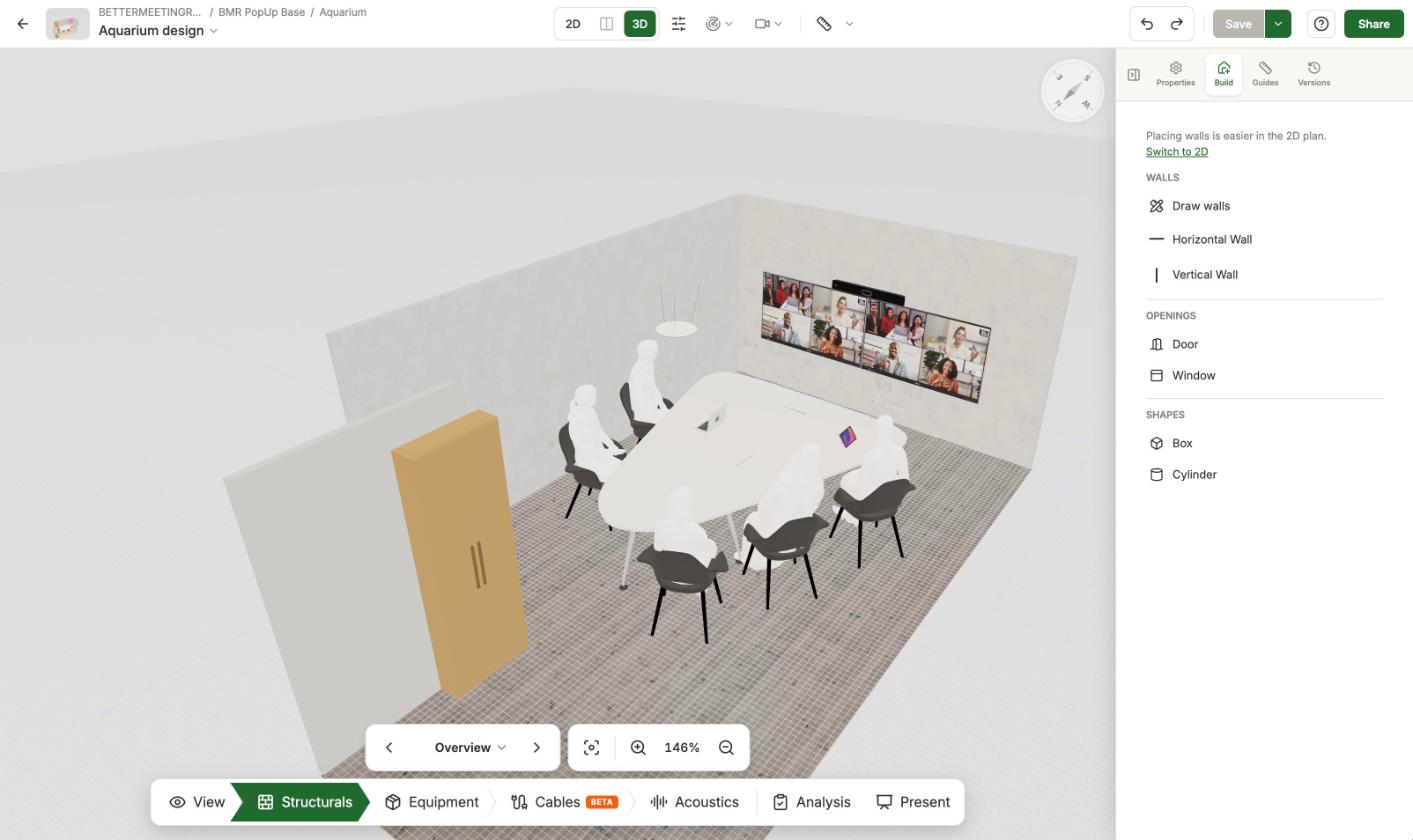 BETTERMEETINGR... / BMR PopUp Base / Aquarium
Aquarium design
2D
3D
Save
Share
Properties
Build
Guides
Versions
E
S
N
W
Placing walls is easier in the 2D plan.
Switch to 2D
WALLS
Draw walls
Horizontal Wall
Vertical Wall
OPENINGS
Door
Window
SHAPES
Box
Cylinder
Overview
146%
View
Structurals
Equipment
Cables BETA
Acoustics
Analysis
Present